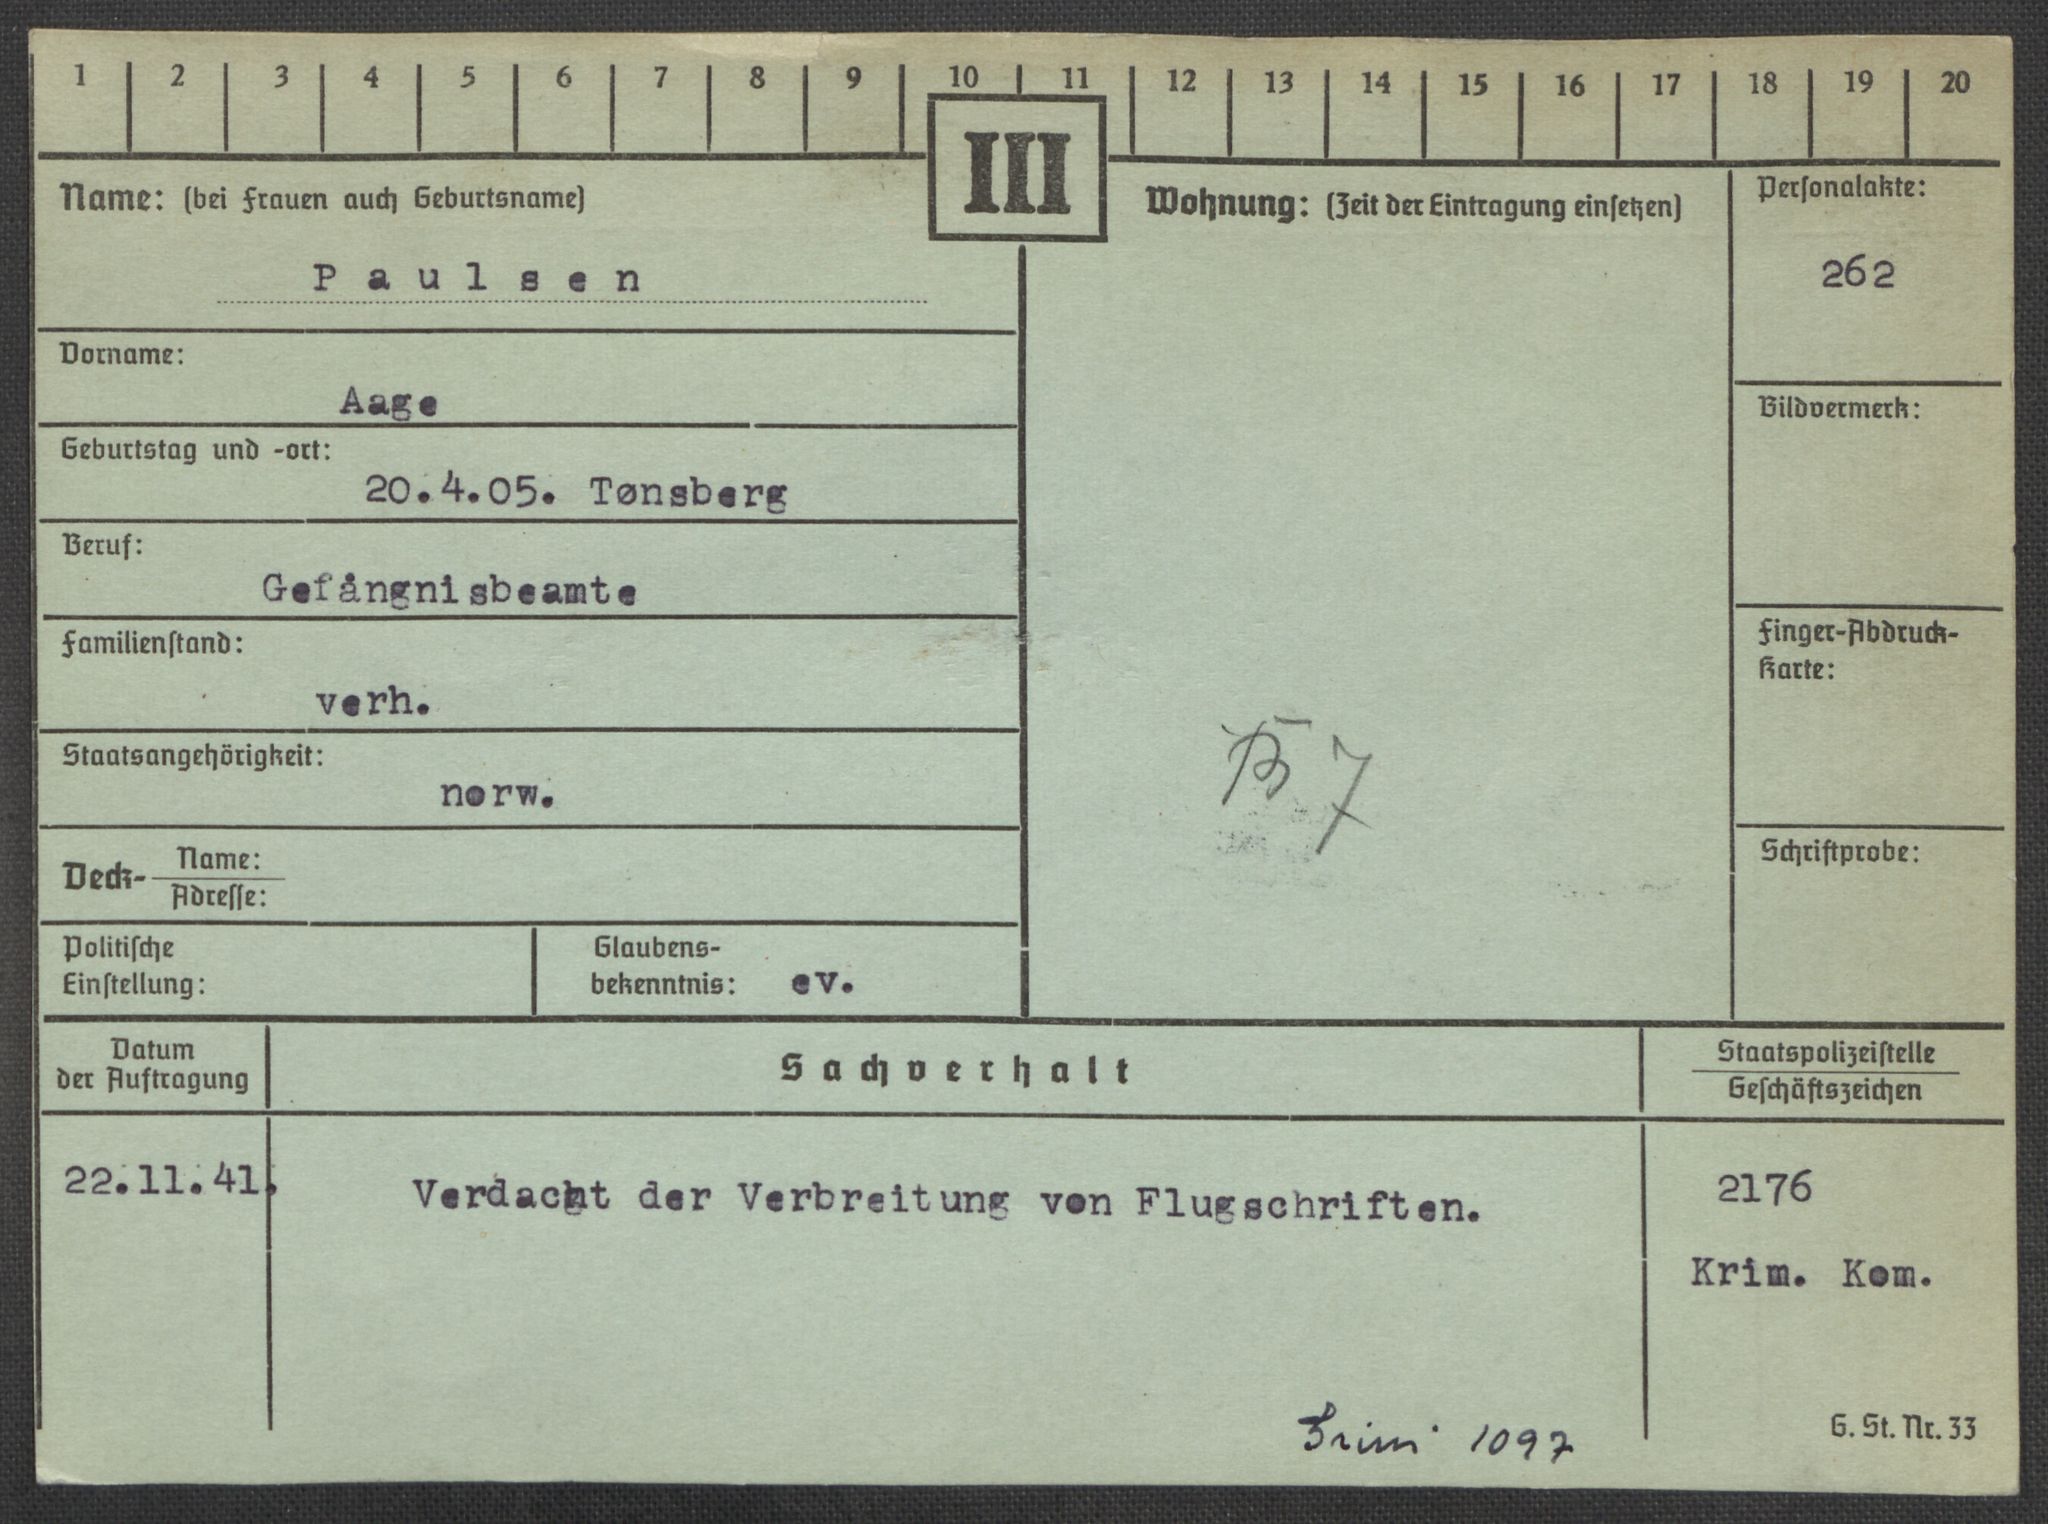 1 2 3 4 5 6 7 8 9 10 11 12 13 14 15 16 17 18 19 20
III
Name: (bei Frauen auch Geburtsname)
Paulsen
Vorname:
Aage
Geburtstag und -ort:
20.4.05. Tønsberg
Beruf:
Gefångnisbeamte
Familienstand:
verh.
Staatsangehörigkeit:
norw.
Deck- Name:
Adresse:
Politische
Einstellung:
Glaubens-
bekenntnis: ev.
Wohnung: (Zeit der Eintragung einsetzen)
7
Personalakte:
262
Bildvermerk:
Finger-Abdruck-
Karte:
Schriftprobe:
Datum
der Auftragung
Sachverhalt
Staatspolizeistelle
Geschäftszeichen
22.11.41.
Verdacht der Verbreitung von Flugschriften.
2176
Krim. Kom.
1097
G. St. Nr. 33